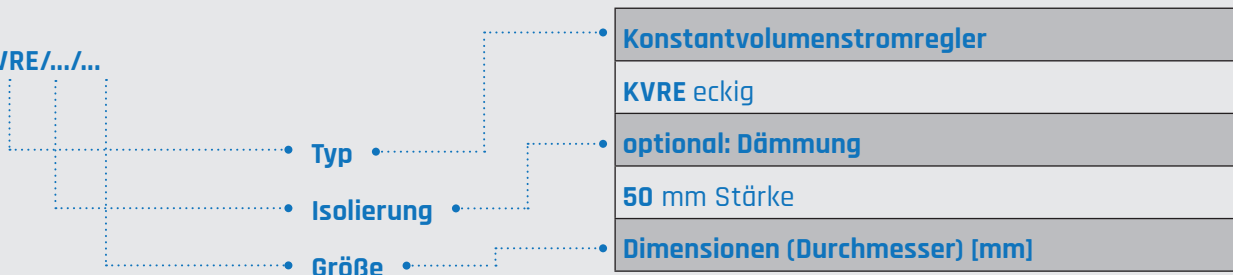 VRE/.../...
Typ
Isolierung
Größe
Konstantvolumenstromregler
KVRE eckig
optional: Dämmung
50 mm Stärke
Dimensionen (Durchmesser) [mm]